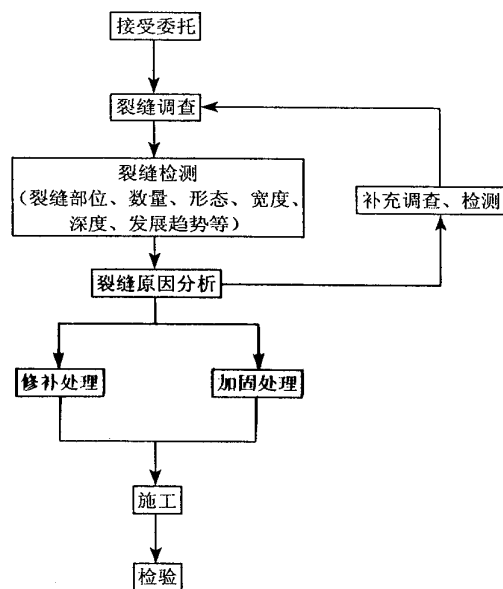 接受委托
裂缝调查
裂缝检测
（裂缝部位、数量、形态、宽度、
深度、发展趋势等）
补充调查、检测
裂缝原因分析
修补处理
加固处理
施工
检验